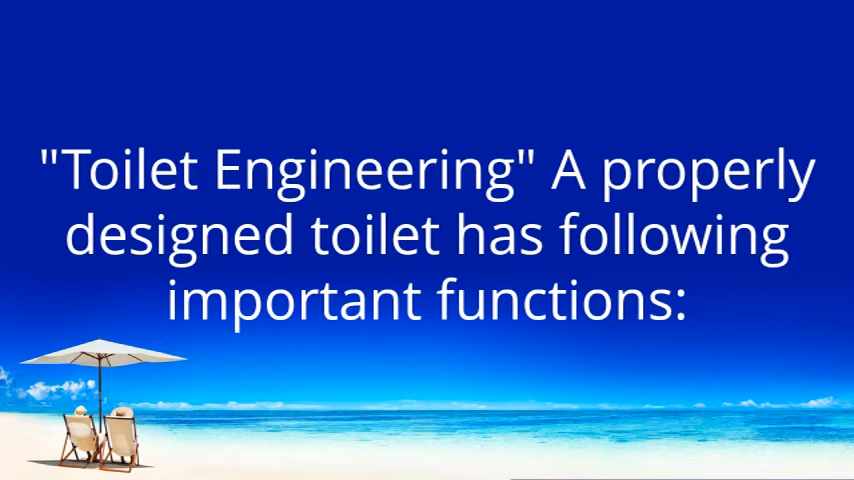 "Toilet Engineering" A properly
designed toilet has following
important functions: